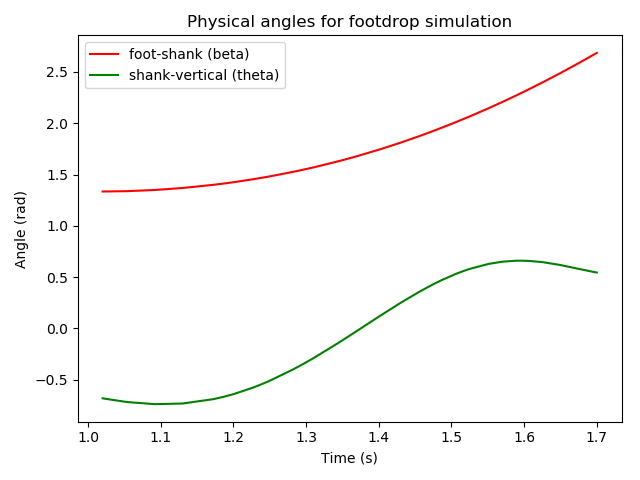 Physical angles for footdrop simulation
foot-shank (beta)
shank-vertical (theta)
Angle (rad)
2.5
2.0
1.5
1.0
0.5
0.0
−0.5
1.0 1.1 1.2 1.3 1.4 1.5 1.6 1.7
Time (s)